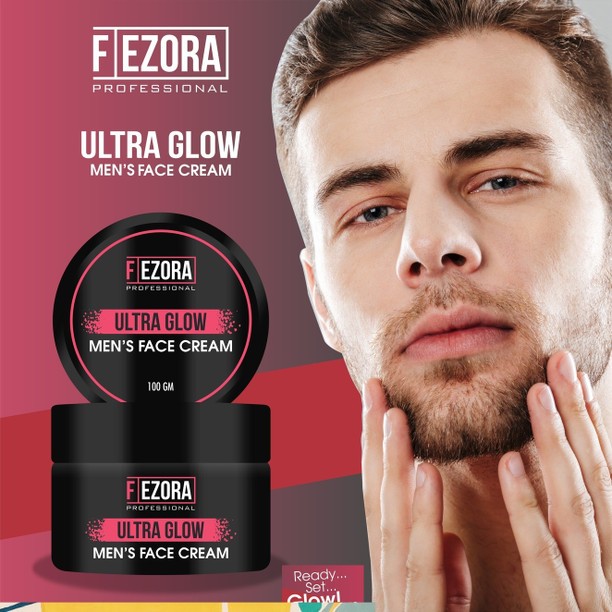 FEZORA
PROFESSIONAL
ULTRA GLOW
MEN'S FACE CREAM
FEZORA
PROFESSIONAL
ULTRA GLOW
MEN'S FACE CREAM
100 GM
FEZORA
PROFESSIONAL
ULTRA GLOW
MEN'S FACE CREAM
Ready...
Set...
Glow!